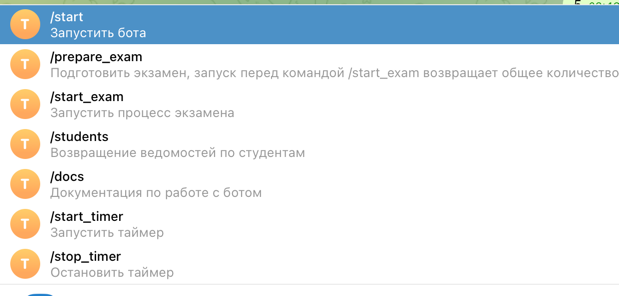 T /start
Запустить бота
T /prepare_exam
Подготовить экзамен, запуск перед командой /start_exam возвращает общее количество
T /start_exam
Запустить процесс экзамена
T /students
Возвращение ведомостей по студентам
T /docs
Документация по работе с ботом
T /start_timer
Запустить таймер
T /stop_timer
Остановить таймер